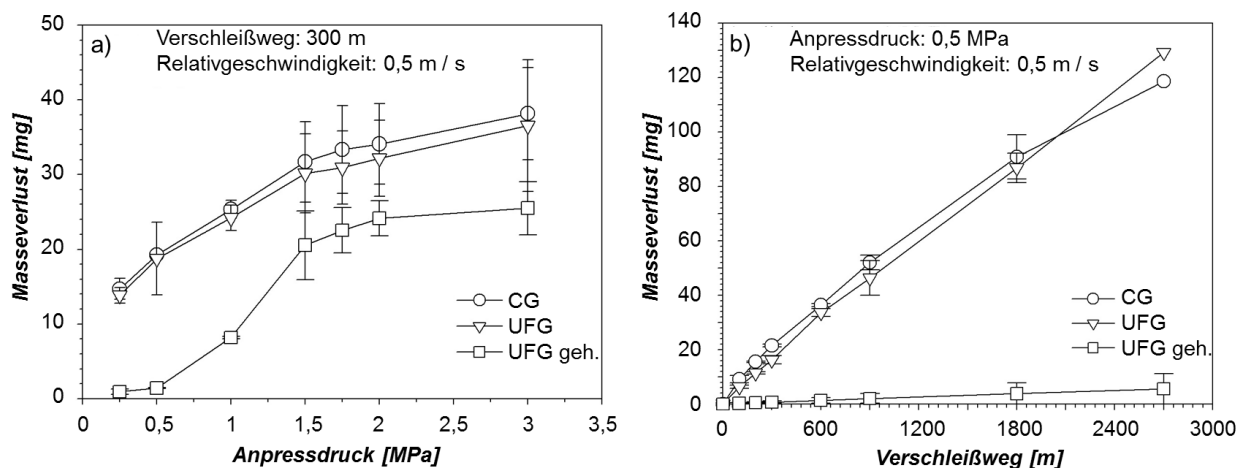 a)
Verschleißweg: 300 m
Relativgeschwindigkeit: 0,5 m / s
Masseverlust [mg]
50
40
30
20
10
0
CG
UFG
UFG geh.
0 0,5 1 1,5 2 2,5 3 3,5
Anpressdruck [MPa]
b)
Anpressdruck: 0,5 MPa
Relativgeschwindigkeit: 0,5 m / s
Masseverlust [mg]
140
120
100
80
60
40
20
0
CG
UFG
UFG geh.
0 600 1200 1800 2400 3000
Verschleißweg [m]